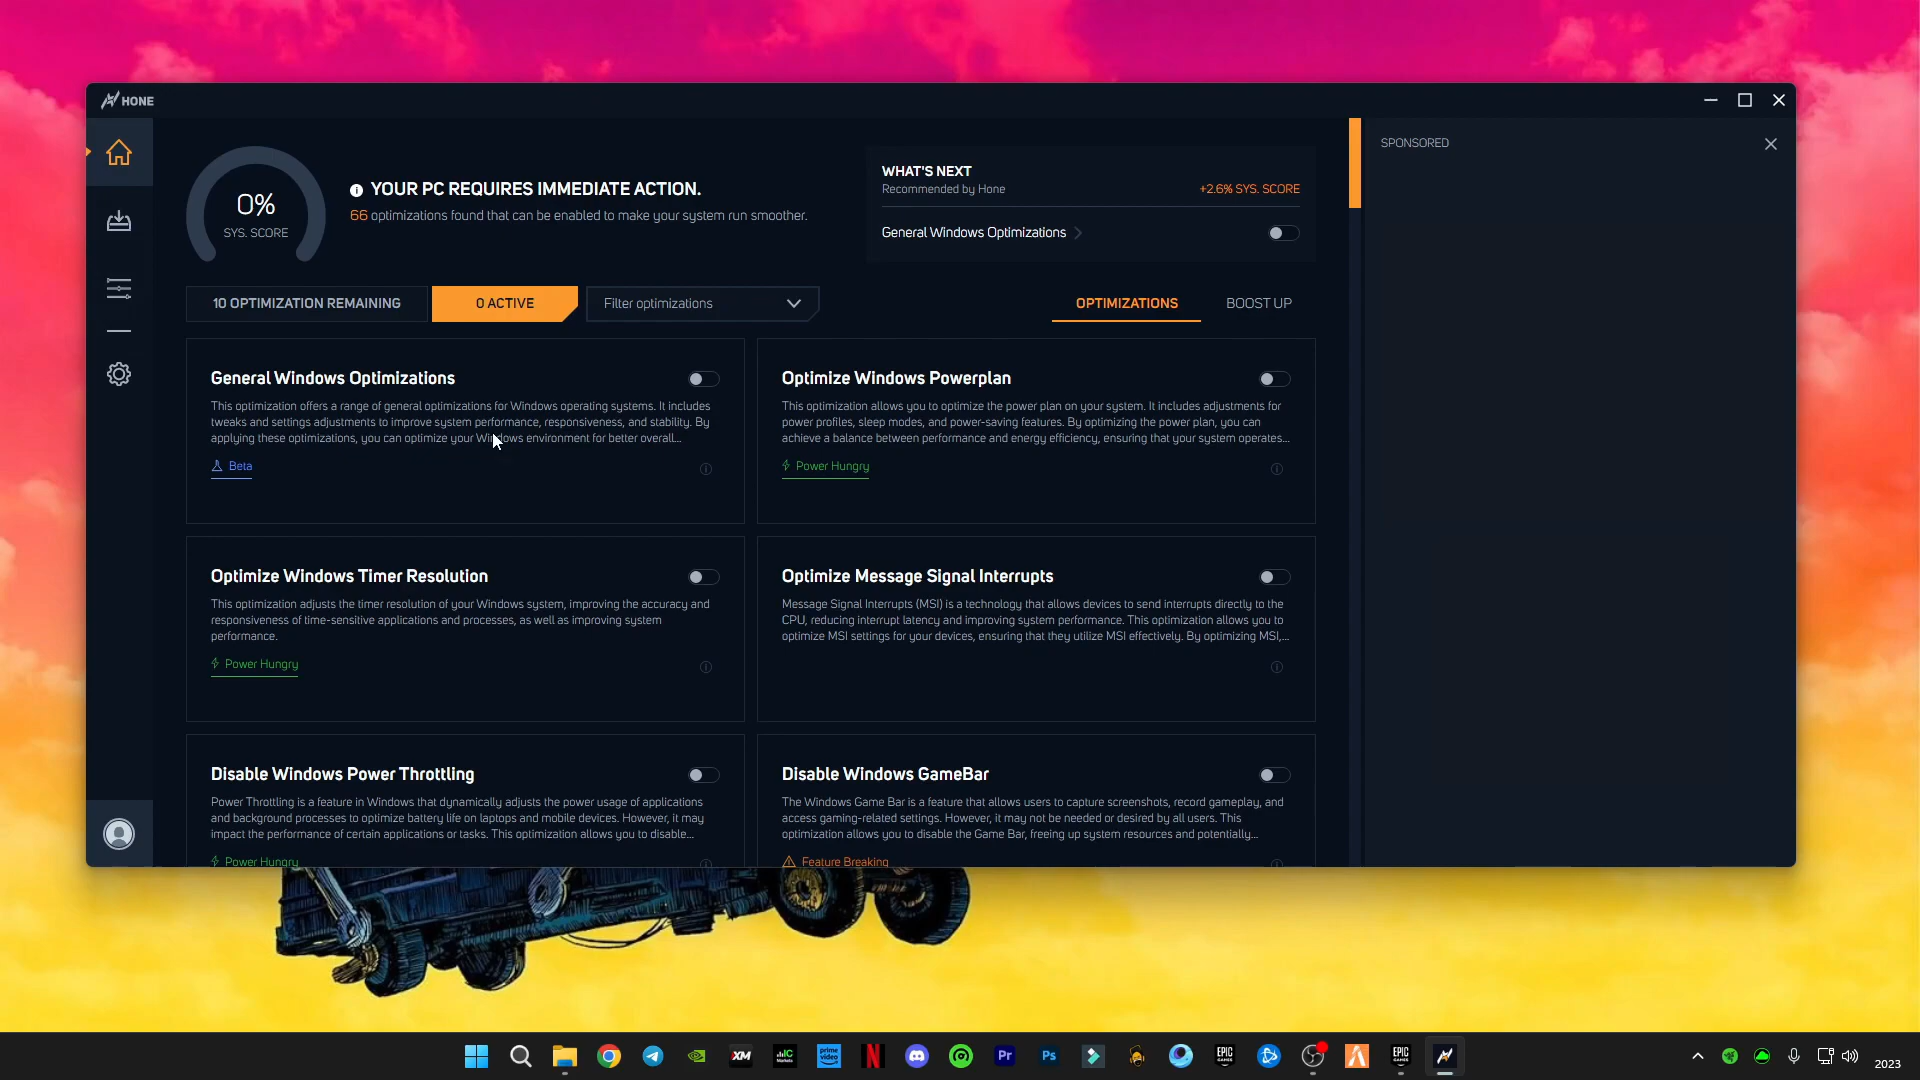 HONE
SPONSORED
0%
SYS. SCORE
YOUR PC REQUIRES IMMEDIATE ACTION.
66 optimizations found that can be enabled to make your system run smoother.
WHAT'S NEXT
Recommended by Hone
+2.6% SYS. SCORE
General Windows Optimizations
10 OPTIMIZATION REMAINING
0 ACTIVE
Filter optimizations
OPTIMIZATIONS
BOOST UP
General Windows Optimizations
This optimization offers a range of general optimizations for Windows operating systems. It includes
tweaks and settings adjustments to improve system performance, responsiveness, and stability. By
applying these optimizations, you can optimize your Windows environment for better overall...
Beta
Optimize Windows Powerplan
This optimization allows you to optimize the power plan on your system. It includes adjustments for
power profiles, sleep modes, and power-saving features. By optimizing the power plan, you can
achieve a balance between performance and energy efficiency, ensuring that your system operates...
Power Hungry
Optimize Windows Timer Resolution
This optimization adjusts the timer resolution of your Windows system, improving the accuracy and
responsiveness of time-sensitive applications and processes, as well as improving system
performance.
Power Hungry
Optimize Message Signal Interrupts
Message Signal Interrupts (MSI) is a technology that allows devices to send interrupts directly to the
CPU, reducing interrupt latency and improving system performance. This optimization allows you to
optimize MSI settings for your devices, ensuring that they utilize MSI effectively. By optimizing MSI,...
Disable Windows Power Throttling
Power Throttling is a feature in Windows that dynamically adjusts the power usage of applications
and background processes to optimize battery life on laptops and mobile devices. However, it may
impact the performance of certain applications or tasks. This optimization allows you to disable...
Power Hungry
Disable Windows GameBar
The Windows Game Bar is a feature that allows users to capture screenshots, record gameplay, and
access gaming-related settings. However, it may not be needed or desired by all users. This
optimization allows you to disable the Game Bar, freeing up system resources and potentially...
Feature Breaking
XM
IC
Markets
prime
video
N
Pr
Ps
EPIC
GAMES
EPIC
GAMES
2023